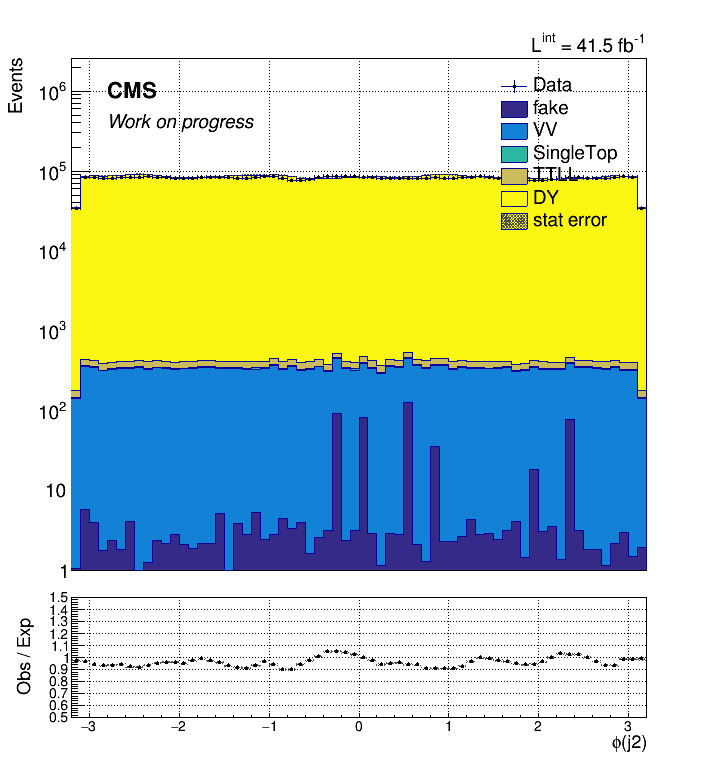 L^int = 41.5 fb^-1
Events
CMS
Work on progress
Data
fake
VV
SingleTop
TTLL
DY
stat error
10^6
10^5
10^4
10^3
10^2
10
1
Obs / Exp
1.5
1.4
1.3
1.2
1.1
1
0.9
0.8
0.7
0.6
0.5
−3 −2 −1 0 1 2 3
ϕ(j2)